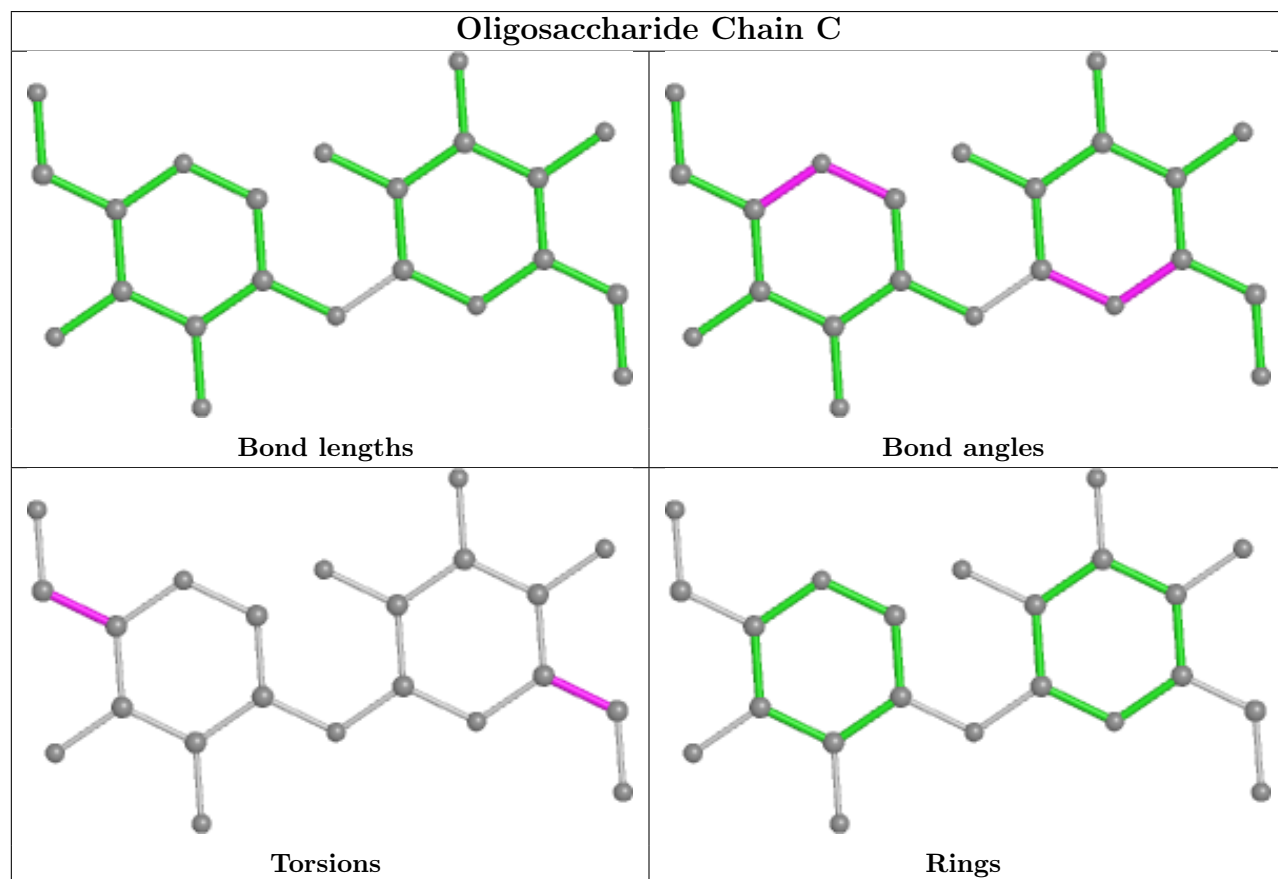 Oligosaccharide Chain C
Bond lengths
Bond angles
Torsions
Rings